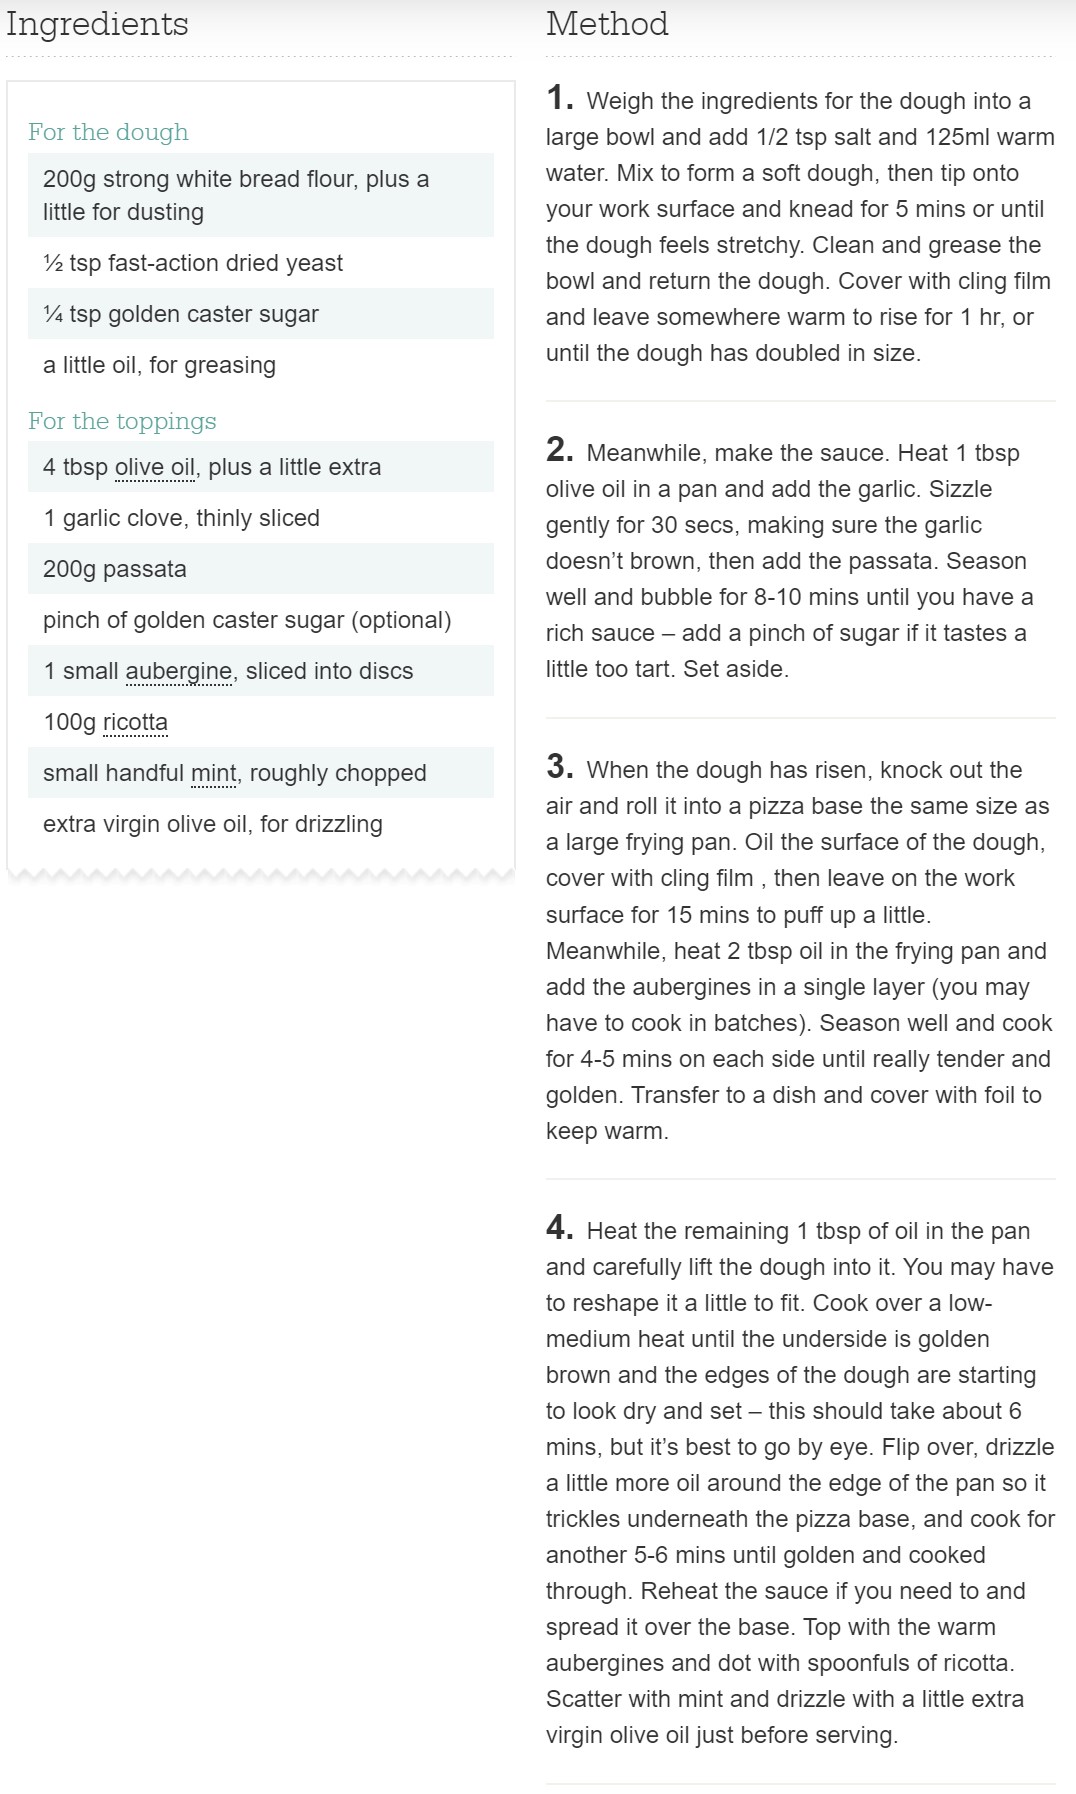 Ingredients
For the dough
200g strong white bread flour, plus a
little for dusting
½ tsp fast-action dried yeast
¼ tsp golden caster sugar
a little oil, for greasing
For the toppings
4 tbsp olive oil, plus a little extra
1 garlic clove, thinly sliced
200g passata
pinch of golden caster sugar (optional)
1 small aubergine, sliced into discs
100g ricotta
small handful mint, roughly chopped
extra virgin olive oil, for drizzling
Method
1. Weigh the ingredients for the dough into a
large bowl and add 1/2 tsp salt and 125ml warm
water. Mix to form a soft dough, then tip onto
your work surface and knead for 5 mins or until
the dough feels stretchy. Clean and grease the
bowl and return the dough. Cover with cling film
and leave somewhere warm to rise for 1 hr, or
until the dough has doubled in size.
2. Meanwhile, make the sauce. Heat 1 tbsp
olive oil in a pan and add the garlic. Sizzle
gently for 30 secs, making sure the garlic
doesn’t brown, then add the passata. Season
well and bubble for 8-10 mins until you have a
rich sauce – add a pinch of sugar if it tastes a
little too tart. Set aside.
3. When the dough has risen, knock out the
air and roll it into a pizza base the same size as
a large frying pan. Oil the surface of the dough,
cover with cling film , then leave on the work
surface for 15 mins to puff up a little.
Meanwhile, heat 2 tbsp oil in the frying pan and
add the aubergines in a single layer (you may
have to cook in batches). Season well and cook
for 4-5 mins on each side until really tender and
golden. Transfer to a dish and cover with foil to
keep warm.
4. Heat the remaining 1 tbsp of oil in the pan
and carefully lift the dough into it. You may have
to reshape it a little to fit. Cook over a low-
medium heat until the underside is golden
brown and the edges of the dough are starting
to look dry and set – this should take about 6
mins, but it’s best to go by eye. Flip over, drizzle
a little more oil around the edge of the pan so it
trickles underneath the pizza base, and cook for
another 5-6 mins until golden and cooked
through. Reheat the sauce if you need to and
spread it over the base. Top with the warm
aubergines and dot with spoonfuls of ricotta.
Scatter with mint and drizzle with a little extra
virgin olive oil just before serving.